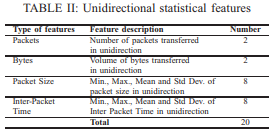 TABLE II: Unidirectional statistical features
Type of features Feature description Number
Packets Number of packets transferred 2
in unidirection
Bytes Volume of bytes transferred 2
in unidirection
Packet Size Min., Max., Mean and Std Dev. of 8
packet size in unidirection
Inter-Packet Min., Max., Mean and Std Dev. of 8
Time Inter Packet Time in unidirection
Total 20